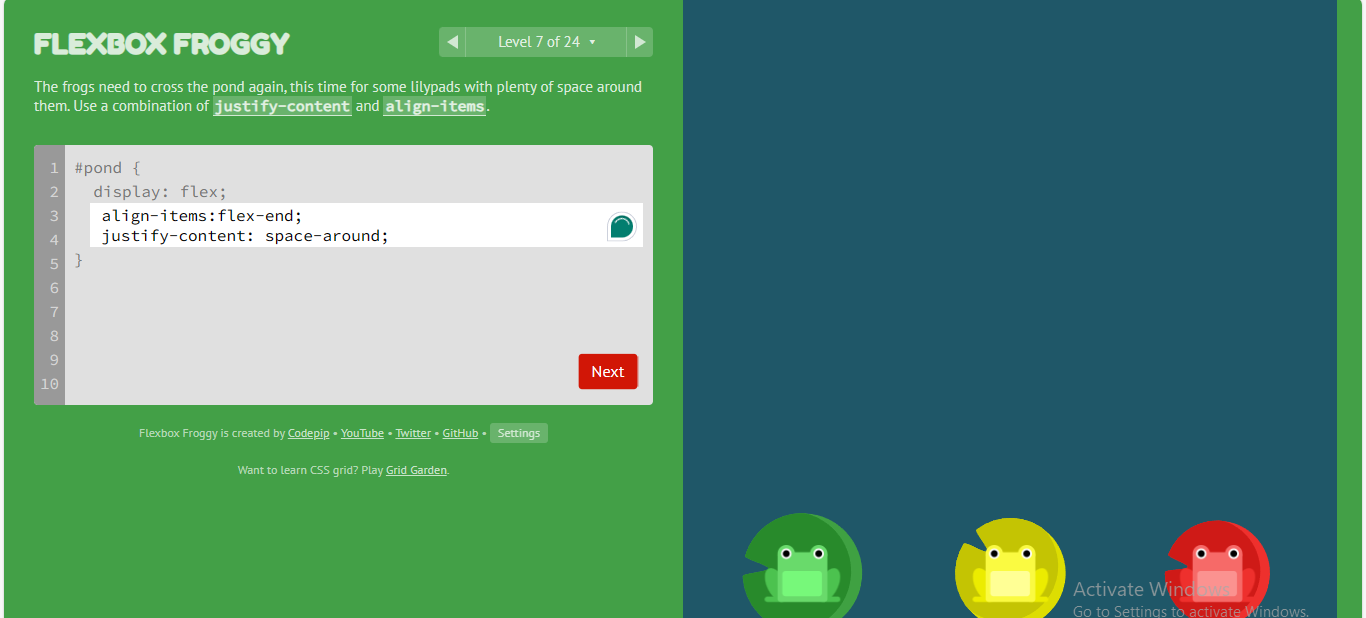 FLEXBOX FROGGY
Level 7 of 24
The frogs need to cross the pond again, this time for some lilypads with plenty of space around
them. Use a combination of justify-content and align-items.
1 #pond {
2 display: flex;
3 align-items:flex-end;
4 justify-content: space-around;
5 }
6
7
8
9
10
Next
Flexbox Froggy is created by Codepip • YouTube • Twitter • GitHub • Settings
Want to learn CSS grid? Play Grid Garden.
Activate Windows
Go to Settings to activate Windows.